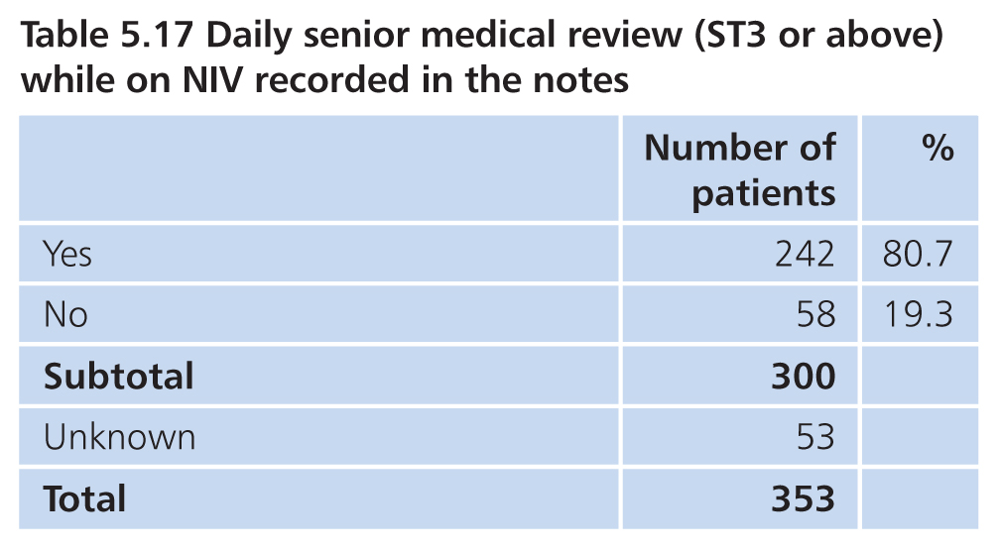 Table 5.17 Daily senior medical review (ST3 or above)
while on NIV recorded in the notes
Number of patients %
Yes 242 80.7
No 58 19.3
Subtotal 300
Unknown 53
Total 353